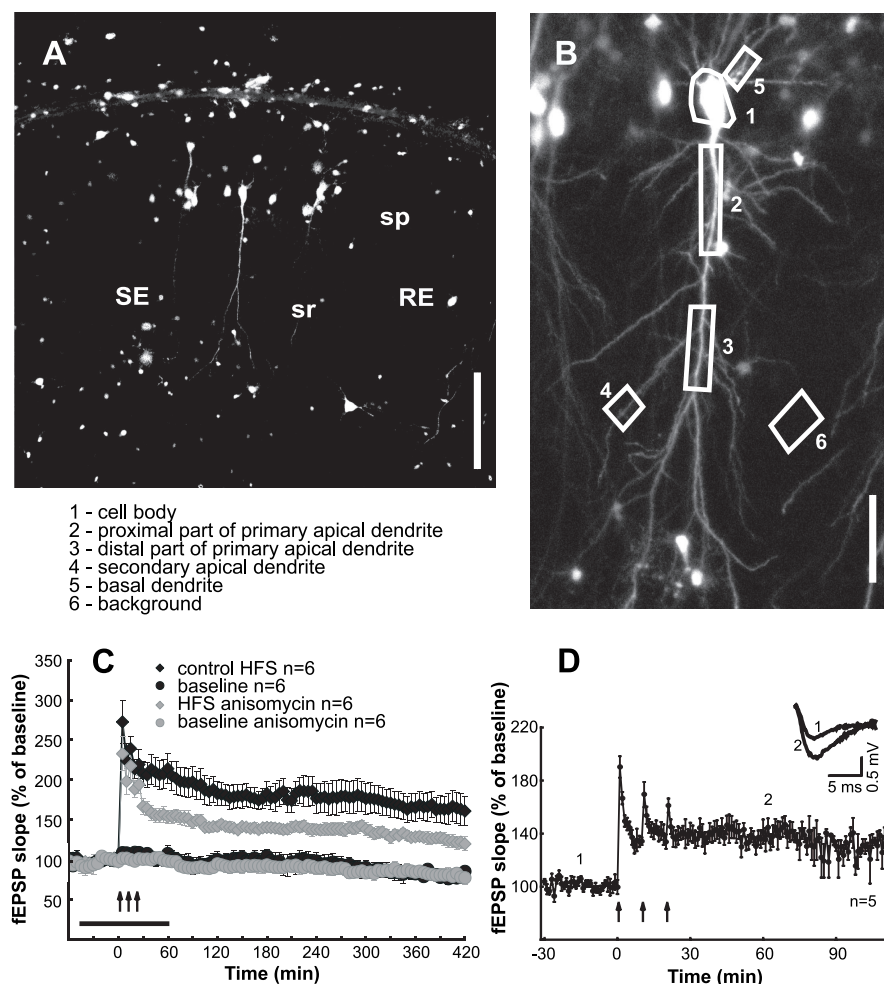 A
sp
SE
sr
RE
B
5
1
2
3
4
6
1 - cell body
2 - proximal part of primary apical dendrite
3 - distal part of primary apical dendrite
4 - secondary apical dendrite
5 - basal dendrite
6 - background
C
control HFS n=6
baseline n=6
HFS anisomycin n=6
baseline anisomycin n=6
fEPSP slope (% of baseline)
350
300
250
200
150
100
50
0 60 120 180 240 300 360 420
Time (min)
D
fEPSP slope (% of baseline)
220
180
140
100
1
2
1
2
5 ms
0.5 mV
n=5
-30 0 30 60 90
Time (min)